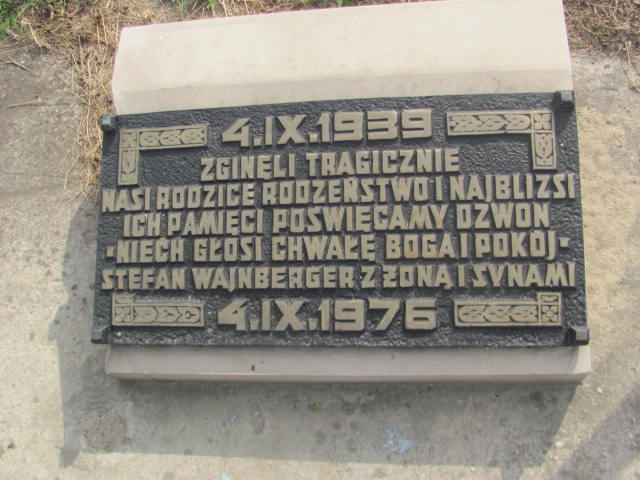 4.IX.1939
ZGINĘLI TRAGICZNIE
NASI RODZICE RODZEŃSTWO I NAJBLIZSI
ICH PAMIĘCI POŚWIĘCAMY DZWON
-NIECH GŁOSI CHWAŁĘ BOGA I POKÓJ-
STEFAN WAJNBERGER Z ŻONĄ I SYNAMI
4.IX.1976